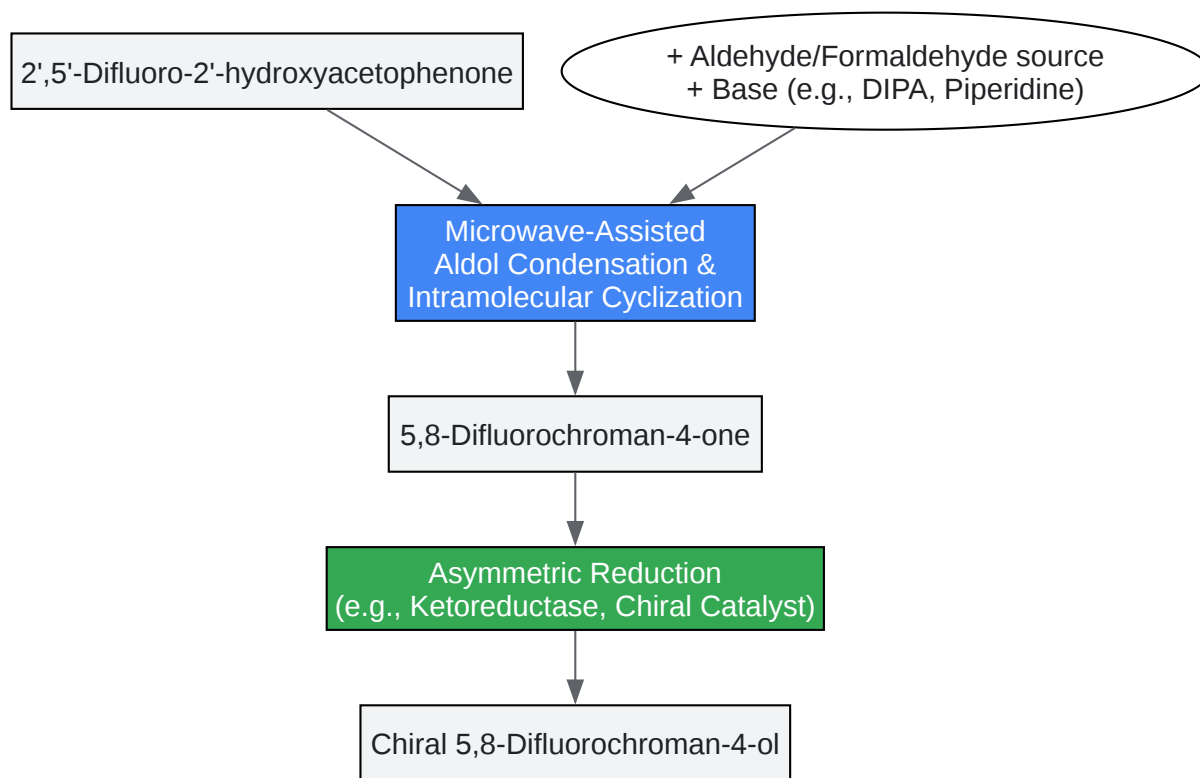 2',5'-Difluoro-2'-hydroxyacetophenone
+ Aldehyde/Formaldehyde source
+ Base (e.g., DIPA, Piperidine)
Microwave-Assisted
Aldol Condensation &
Intramolecular Cyclization
5,8-Difluorochroman-4-one
Asymmetric Reduction
(e.g., Ketoreductase, Chiral Catalyst)
Chiral 5,8-Difluorochroman-4-ol